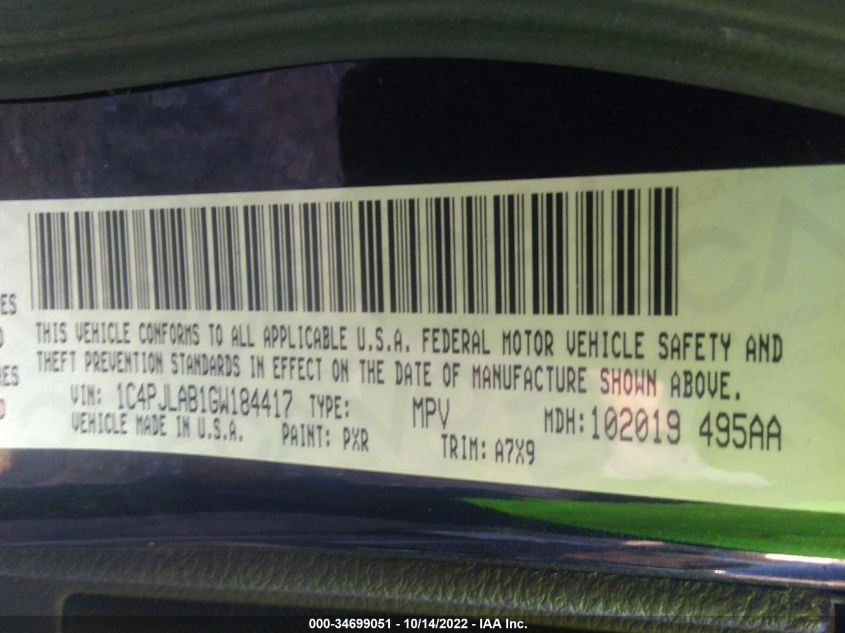 ES
THIS VEHICLE CONFORMS TO ALL APPLICABLE U.S.A. FEDERAL MOTOR VEHICLE SAFETY AND
THEFT PREVENTION STANDARDS IN EFFECT ON THE DATE OF MANUFACTURE SHOWN ABOVE.
RES
VIN: 1C4PJLAB1GW184417 TYPE: MPV MDH:102019 495AA
VEHICLE MADE IN U.S.A. PAINT: PXR TRIM: A7X9
000-34699051 - 10/14/2022 - IAA Inc.